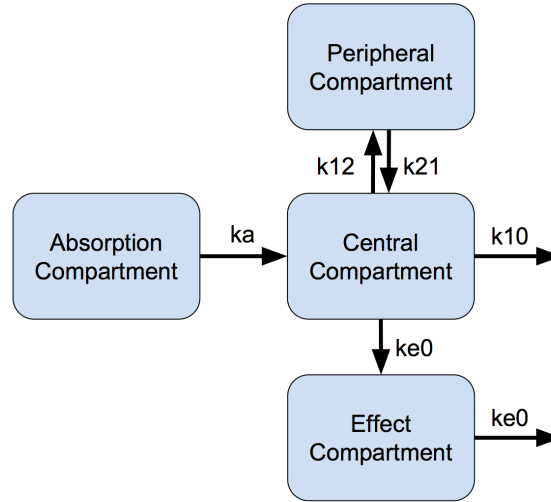 Peripheral
Compartment
k12
k21
Absorption
Compartment
ka
Central
Compartment
k10
ke0
Effect
Compartment
ke0